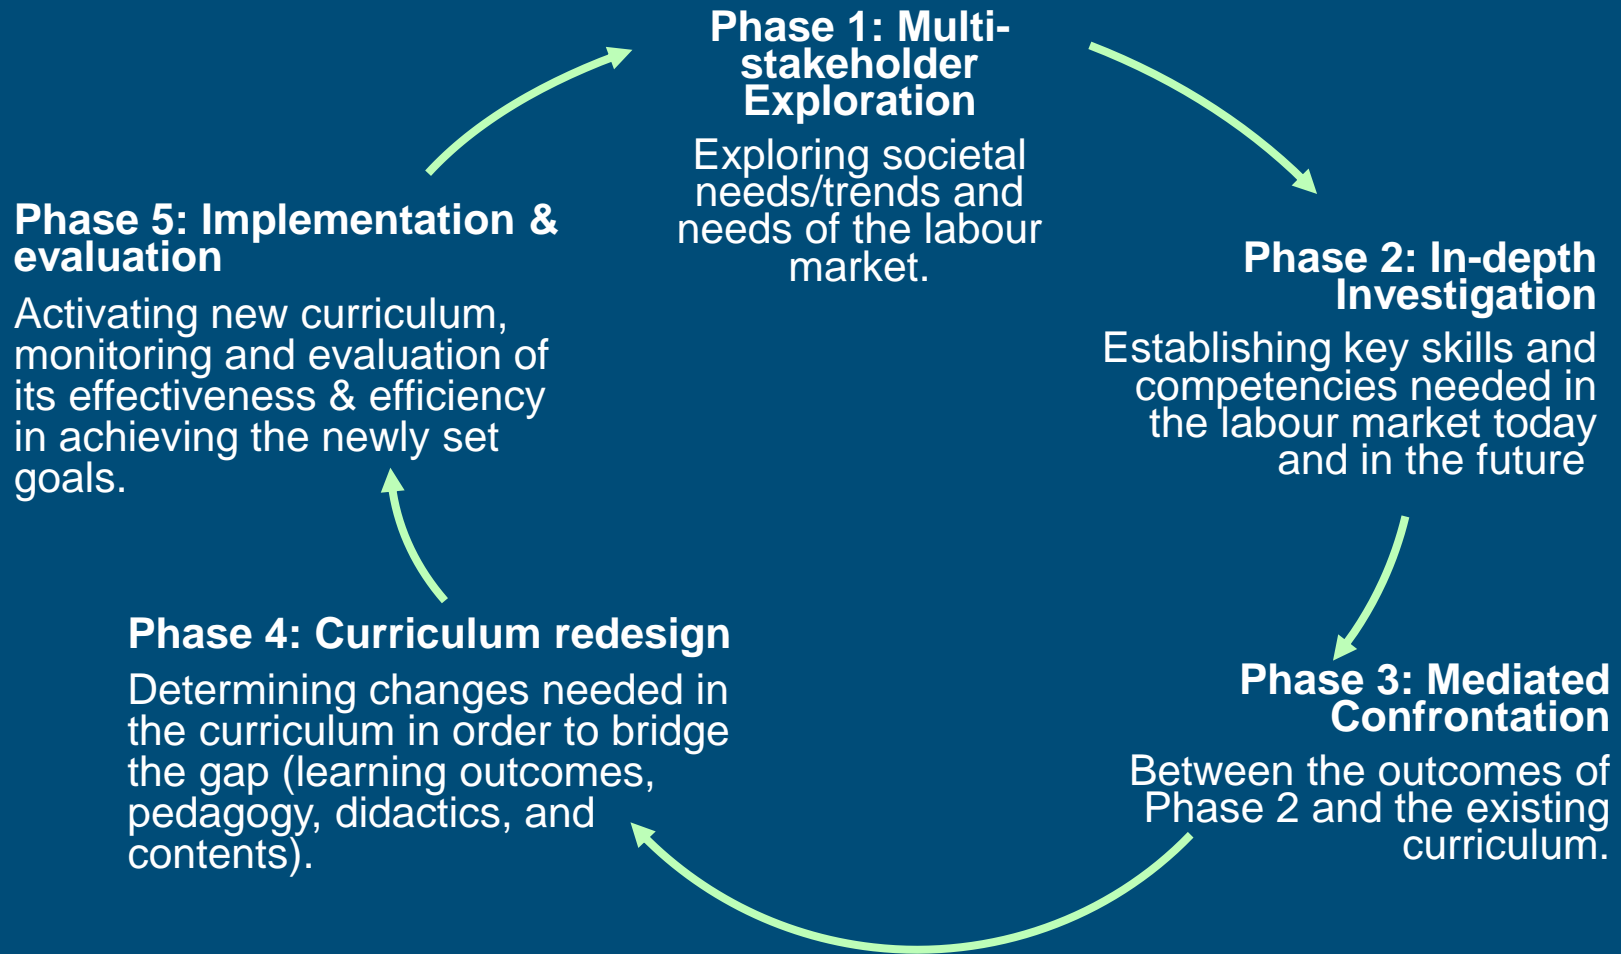 Phase 1: Multi-
stakeholder
Exploration
Exploring societal
needs/trends and
needs of the labour
market.
Phase 2: In-depth
Investigation
Establishing key skills and
competencies needed in
the labour market today
and in the future
Phase 3: Mediated
Confrontation
Between the outcomes of
Phase 2 and the existing
curriculum.
Phase 4: Curriculum redesign
Determining changes needed in
the curriculum in order to bridge
the gap (learning outcomes,
pedagogy, didactics, and
contents).
Phase 5: Implementation &
evaluation
Activating new curriculum,
monitoring and evaluation of
its effectiveness & efficiency
in achieving the newly set
goals.